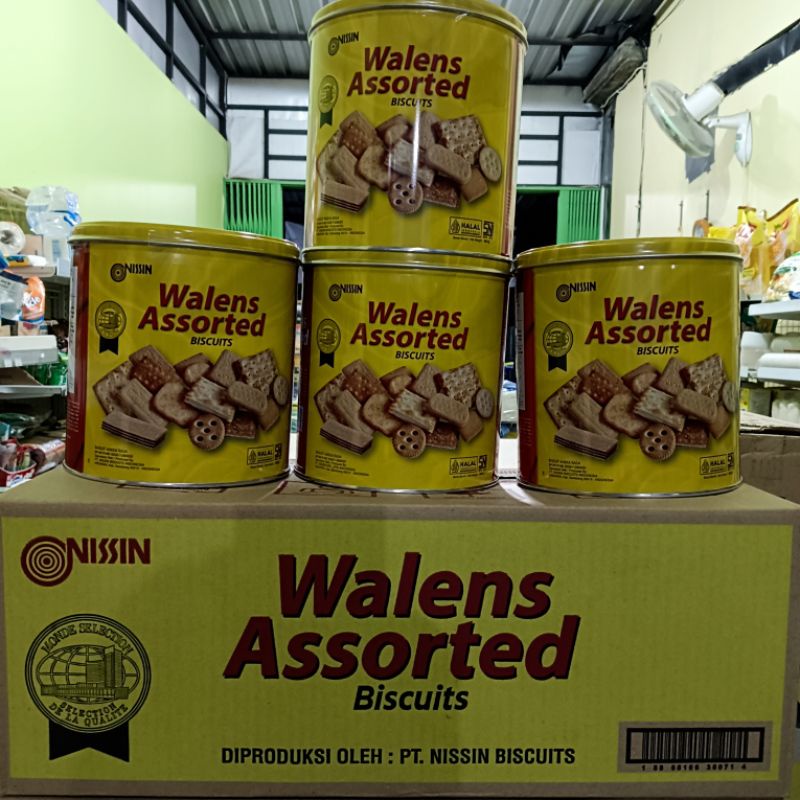 NISSIN
Walens
Assorted
BISCUITS
HALAL
NISSIN
Walens
Assorted
BISCUITS
HALAL
NISSIN
Walens
Assorted
BISCUITS
HALAL
NISSIN
Walens
Assorted
BISCUITS
HALAL
NISSIN
Walens
Assorted
Biscuits
MONDE SELECTION
SELECTION
DE LA QUALITE
DIPRODUKSI OLEH : PT. NISSIN BISCUITS